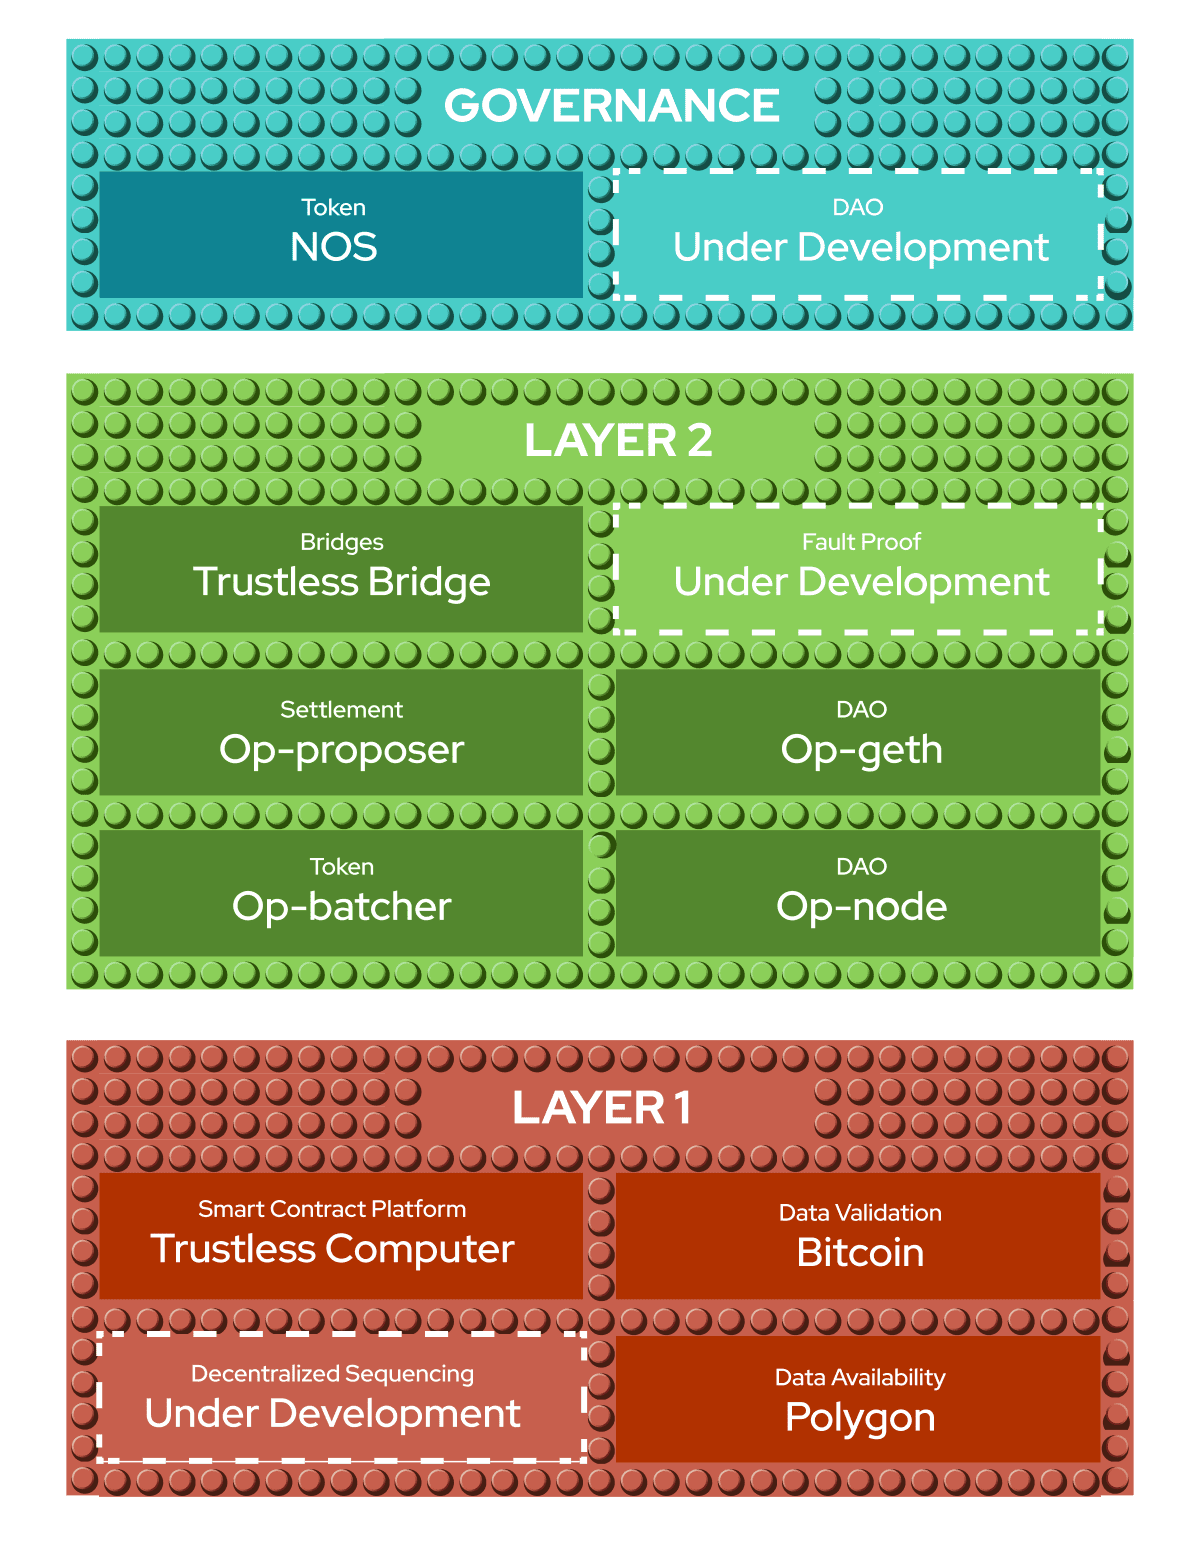 GOVERNANCE
Token
NOS
DAO
Under Development
LAYER 2
Bridges
Trustless Bridge
Fault Proof
Under Development
Settlement
Op-proposer
DAO
Op-geth
Token
Op-batcher
DAO
Op-node
LAYER 1
Smart Contract Platform
Trustless Computer
Data Validation
Bitcoin
Decentralized Sequencing
Under Development
Data Availability
Polygon